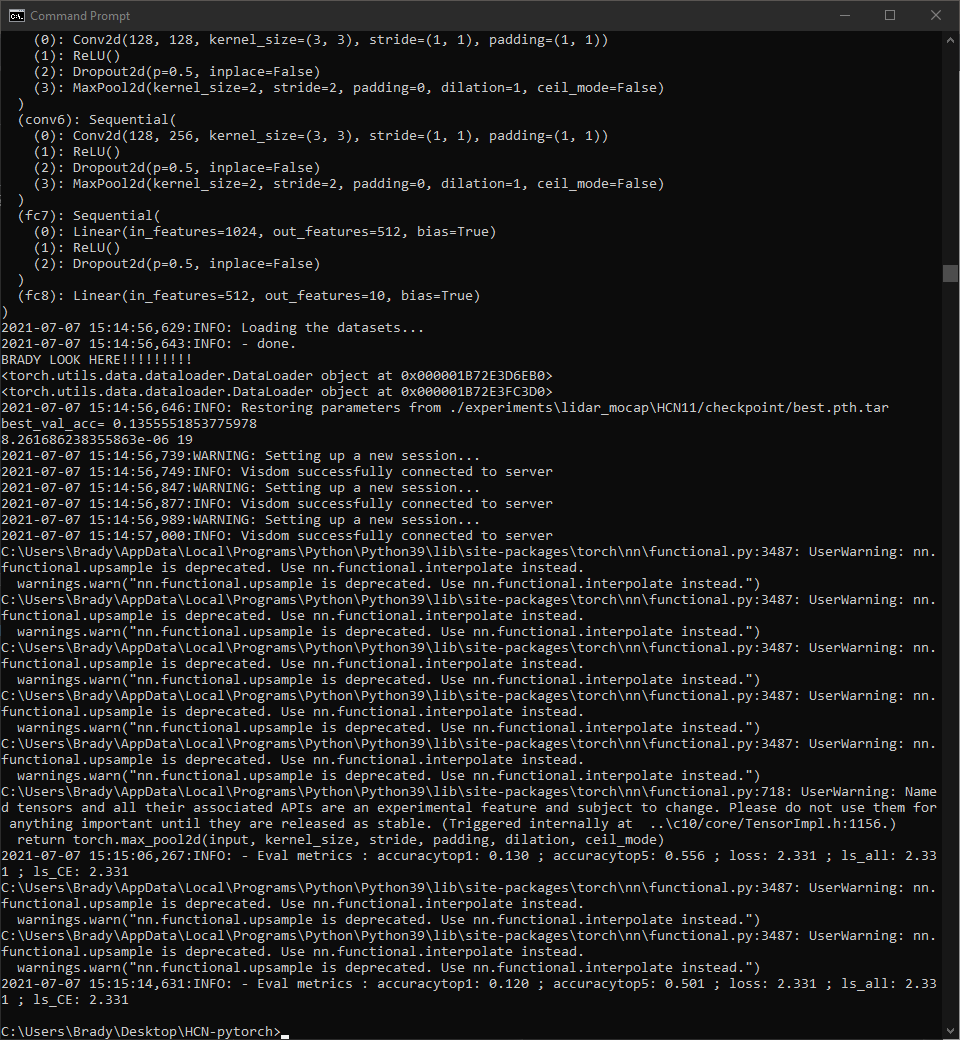 Command Prompt
(0): Conv2d(128, 128, kernel_size=(3, 3), stride=(1, 1), padding=(1, 1))
(1): ReLU()
(2): Dropout2d(p=0.5, inplace=False)
(3): MaxPool2d(kernel_size=2, stride=2, padding=0, dilation=1, ceil_mode=False)
)
(conv6): Sequential(
(0): Conv2d(128, 256, kernel_size=(3, 3), stride=(1, 1), padding=(1, 1))
(1): ReLU()
(2): Dropout2d(p=0.5, inplace=False)
(3): MaxPool2d(kernel_size=2, stride=2, padding=0, dilation=1, ceil_mode=False)
)
(fc7): Sequential(
(0): Linear(in_features=1024, out_features=512, bias=True)
(1): ReLU()
(2): Dropout2d(p=0.5, inplace=False)
)
(fc8): Linear(in_features=512, out_features=10, bias=True)
)
2021-07-07 15:14:56,629:INFO: Loading the datasets...
2021-07-07 15:14:56,643:INFO: - done.
BRADY LOOK HERE!!!!!!!!!
<torch.utils.data.dataloader.DataLoader object at 0x000001B72E3D6EB0>
<torch.utils.data.dataloader.DataLoader object at 0x000001B72E3FC3D0>
2021-07-07 15:14:56,646:INFO: Restoring parameters from ./experiments\lidar_mocap\HCN11/checkpoint/best.pth.tar
best_val_acc= 0.1355551853775978
8.261686238355863e-06 19
2021-07-07 15:14:56,739:WARNING: Setting up a new session...
2021-07-07 15:14:56,749:INFO: Visdom successfully connected to server
2021-07-07 15:14:56,847:WARNING: Setting up a new session...
2021-07-07 15:14:56,877:INFO: Visdom successfully connected to server
2021-07-07 15:14:56,989:WARNING: Setting up a new session...
2021-07-07 15:14:57,000:INFO: Visdom successfully connected to server
C:\Users\Brady\AppData\Local\Programs\Python\Python39\lib\site-packages\torch\nn\functional.py:3487: UserWarning: nn.
functional.upsample is deprecated. Use nn.functional.interpolate instead.
warnings.warn("nn.functional.upsample is deprecated. Use nn.functional.interpolate instead.")
C:\Users\Brady\AppData\Local\Programs\Python\Python39\lib\site-packages\torch\nn\functional.py:3487: UserWarning: nn.
functional.upsample is deprecated. Use nn.functional.interpolate instead.
warnings.warn("nn.functional.upsample is deprecated. Use nn.functional.interpolate instead.")
C:\Users\Brady\AppData\Local\Programs\Python\Python39\lib\site-packages\torch\nn\functional.py:3487: UserWarning: nn.
functional.upsample is deprecated. Use nn.functional.interpolate instead.
warnings.warn("nn.functional.upsample is deprecated. Use nn.functional.interpolate instead.")
C:\Users\Brady\AppData\Local\Programs\Python\Python39\lib\site-packages\torch\nn\functional.py:3487: UserWarning: nn.
functional.upsample is deprecated. Use nn.functional.interpolate instead.
warnings.warn("nn.functional.upsample is deprecated. Use nn.functional.interpolate instead.")
C:\Users\Brady\AppData\Local\Programs\Python\Python39\lib\site-packages\torch\nn\functional.py:3487: UserWarning: nn.
functional.upsample is deprecated. Use nn.functional.interpolate instead.
warnings.warn("nn.functional.upsample is deprecated. Use nn.functional.interpolate instead.")
C:\Users\Brady\AppData\Local\Programs\Python\Python39\lib\site-packages\torch\nn\functional.py:718: UserWarning: Name
d tensors and all their associated APIs are an experimental feature and subject to change. Please do not use them for
anything important until they are released as stable. (Triggered internally at  ..\c10/core/TensorImpl.h:1156.)
return torch.max_pool2d(input, kernel_size, stride, padding, dilation, ceil_mode)
2021-07-07 15:15:06,267:INFO: - Eval metrics : accuracytop1: 0.130 ; accuracytop5: 0.556 ; loss: 2.331 ; ls_all: 2.33
1 ; ls_CE: 2.331
C:\Users\Brady\AppData\Local\Programs\Python\Python39\lib\site-packages\torch\nn\functional.py:3487: UserWarning: nn.
functional.upsample is deprecated. Use nn.functional.interpolate instead.
warnings.warn("nn.functional.upsample is deprecated. Use nn.functional.interpolate instead.")
C:\Users\Brady\AppData\Local\Programs\Python\Python39\lib\site-packages\torch\nn\functional.py:3487: UserWarning: nn.
functional.upsample is deprecated. Use nn.functional.interpolate instead.
warnings.warn("nn.functional.upsample is deprecated. Use nn.functional.interpolate instead.")
2021-07-07 15:15:14,631:INFO: - Eval metrics : accuracytop1: 0.120 ; accuracytop5: 0.501 ; loss: 2.331 ; ls_all: 2.33
1 ; ls_CE: 2.331
C:\Users\Brady\Desktop\HCN-pytorch>